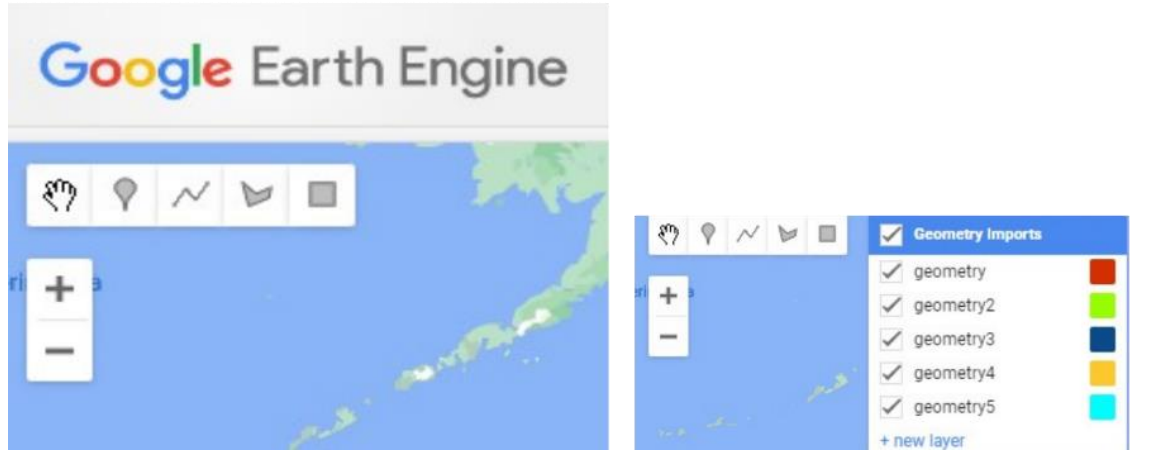 Google Earth Engine
+
−
Geometry Imports
+
geometry
−
geometry2
geometry3
geometry4
geometry5
+ new layer